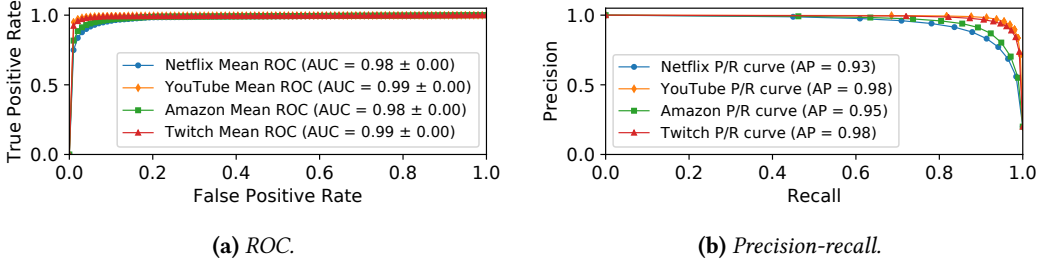 True Positive Rate
1.0
0.5
0.0
Netflix Mean ROC (AUC = 0.98 ± 0.00)
YouTube Mean ROC (AUC = 0.99 ± 0.00)
Amazon Mean ROC (AUC = 0.98 ± 0.00)
Twitch Mean ROC (AUC = 0.99 ± 0.00)
0.0 0.2 0.4 0.6 0.8 1.0
False Positive Rate
(a) ROC.
Precision
1.0
0.5
0.0
Netflix P/R curve (AP = 0.93)
YouTube P/R curve (AP = 0.98)
Amazon P/R curve (AP = 0.95)
Twitch P/R curve (AP = 0.98)
0.0 0.2 0.4 0.6 0.8 1.0
Recall
(b) Precision-recall.